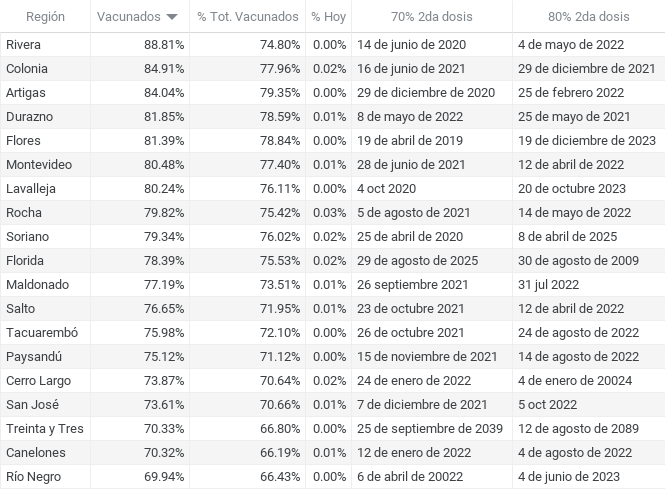 Región Vacunados % Tot. Vacunados % Hoy 70% 2da dosis 80% 2da dosis
Rivera 88.81% 74.80% 0.00% 14 de junio de 2020 4 de mayo de 2022
Colonia 84.91% 77.96% 0.02% 16 de junio de 2021 29 de diciembre de 2021
Artigas 84.04% 79.35% 0.00% 29 de diciembre de 2020 25 de febrero 2022
Durazno 81.85% 78.59% 0.01% 8 de mayo de 2022 25 de mayo de 2021
Flores 81.39% 78.84% 0.00% 19 de abril de 2019 19 de diciembre de 2023
Montevideo 80.48% 77.40% 0.01% 28 de junio de 2021 12 de abril de 2022
Lavalleja 80.24% 76.11% 0.00% 4 oct 2020 20 de octubre 2023
Rocha 79.82% 75.42% 0.03% 5 de agosto de 2021 14 de mayo de 2022
Soriano 79.34% 76.02% 0.02% 25 de abril de 2020 8 de abril de 2025
Florida 78.39% 75.53% 0.02% 29 de agosto de 2025 30 de agosto de 2009
Maldonado 77.19% 73.51% 0.01% 26 septiembre 2021 31 jul 2022
Salto 76.65% 71.95% 0.01% 23 de octubre 2021 12 de abril de 2022
Tacuarembó 75.98% 72.10% 0.00% 26 de octubre 2021 24 de agosto de 2022
Paysandú 75.12% 71.12% 0.00% 15 de noviembre de 2021 14 de agosto de 2022
Cerro Largo 73.87% 70.64% 0.02% 24 de enero de 2022 4 de enero de 20024
San José 73.61% 70.66% 0.01% 7 de diciembre de 2021 5 oct 2022
Treinta y Tres 70.33% 66.80% 0.00% 25 de septiembre de 2039 12 de agosto de 2089
Canelones 70.32% 66.19% 0.01% 12 de enero de 2022 4 de agosto de 2022
Río Negro 69.94% 66.43% 0.00% 6 de abril de 20022 4 de junio de 2023